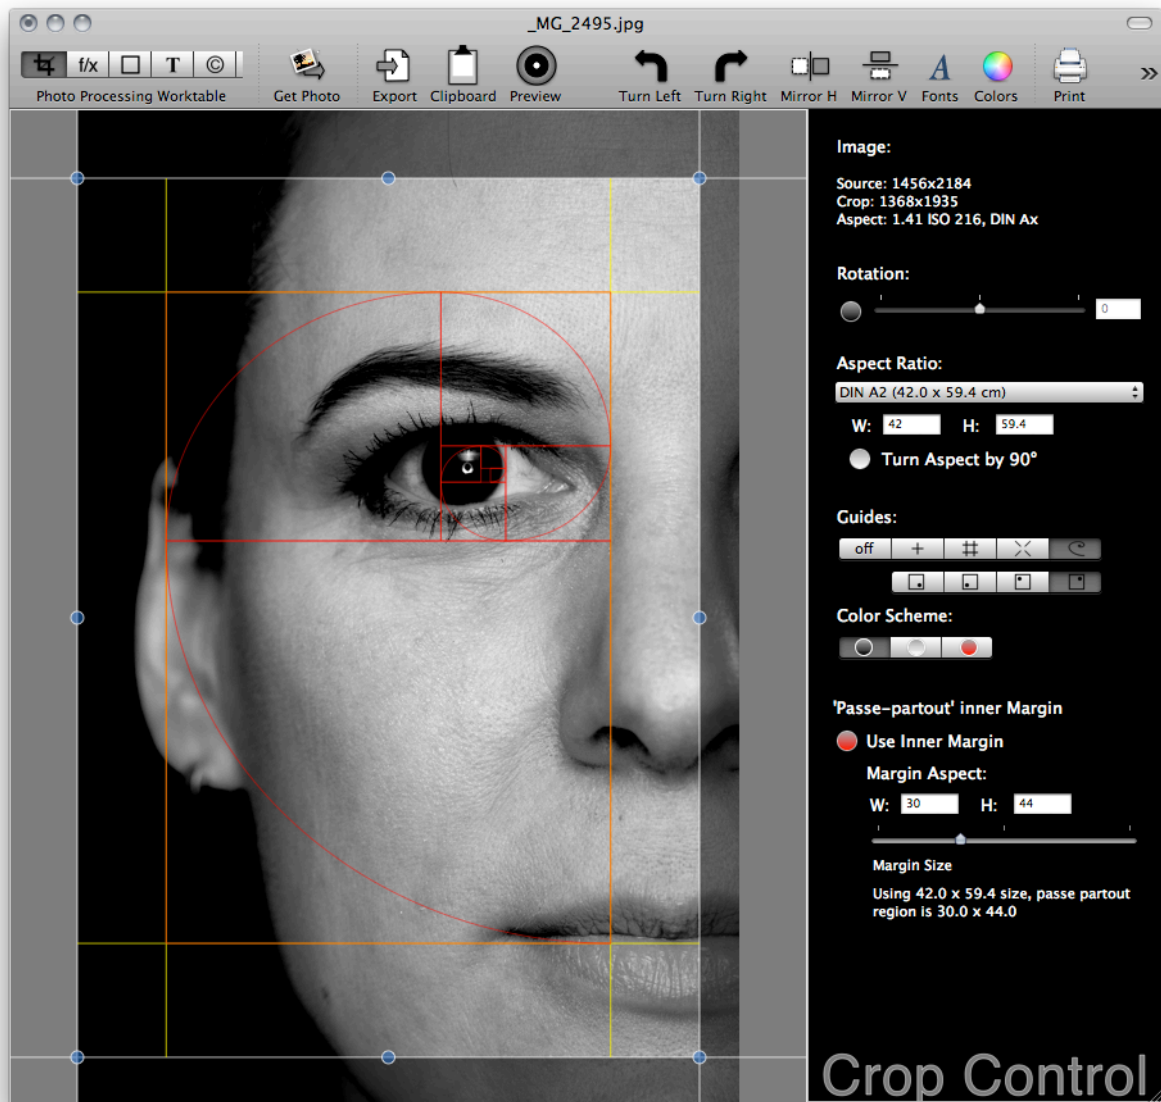 _MG_2495.jpg
f/x T ©
Photo Processing Worktable Get Photo Export Clipboard Preview Turn Left Turn Right Mirror H Mirror V Fonts Colors Print
A
»
Image:
Source: 1456x2184
Crop: 1368x1935
Aspect: 1.41 ISO 216, DIN Ax
Rotation:
0
Aspect Ratio:
DIN A2 (42.0 x 59.4 cm)
W: 42 H: 59.4
Turn Aspect by 90°
Guides:
off
Color Scheme:
'Passe-partout' inner Margin
Use Inner Margin
Margin Aspect:
W: 30 H: 44
Margin Size
Using 42.0 x 59.4 size, passe partout
region is 30.0 x 44.0
Crop Control